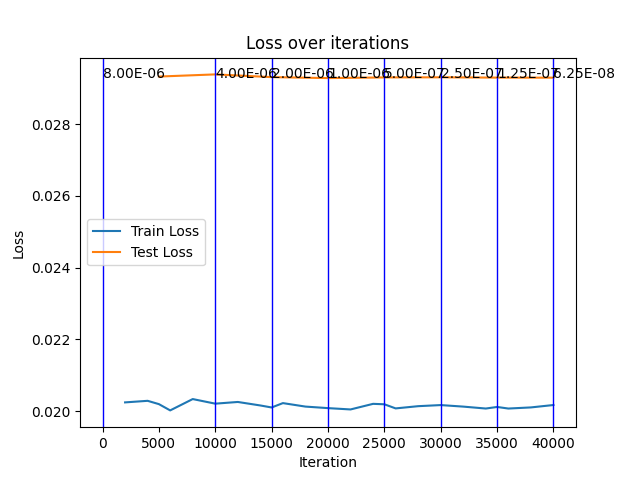 Loss over iterations
8.00E-06 4.00E-06 2.00E-06 1.00E-06 5.00E-07 2.50E-07 1.25E-07 6.25E-08
0.028
0.026
0.024
0.022
0.020
Loss
Train Loss
Test Loss
0 5000 10000 15000 20000 25000 30000 35000 40000
Iteration